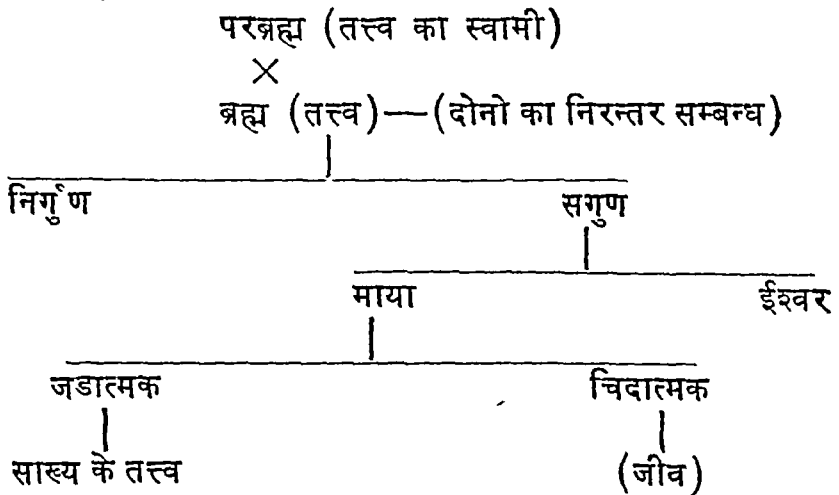 परब्रह्म (तत्त्व का स्वामी)
×
ब्रह्म (तत्त्व)—(दोनो का निरन्तर सम्बन्ध)
निर्गुण सगुण
माया ईश्वर
जडात्मक चिदात्मक
साख्य के तत्त्व (जीव)